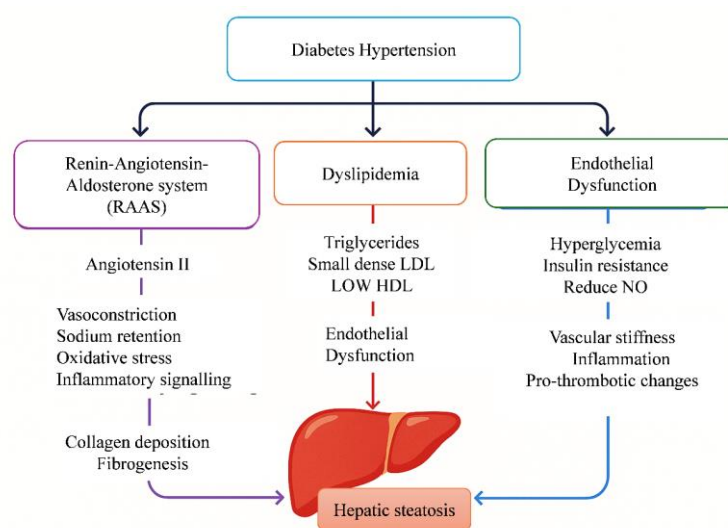 Diabetes Hypertension
Renin-Angiotensin-
Aldosterone system
(RAAS)
Angiotensin II
Vasoconstriction
Sodium retention
Oxidative stress
Inflammatory signalling
Collagen deposition
Fibrogenesis
Dyslipidemia
Triglycerides
Small dense LDL
LOW HDL
Endothelial
Dysfunction
Endothelial
Dysfunction
Hyperglycemia
Insulin resistance
Reduce NO
Vascular stiffness
Inflammation
Pro-thrombotic changes
Hepatic steatosis